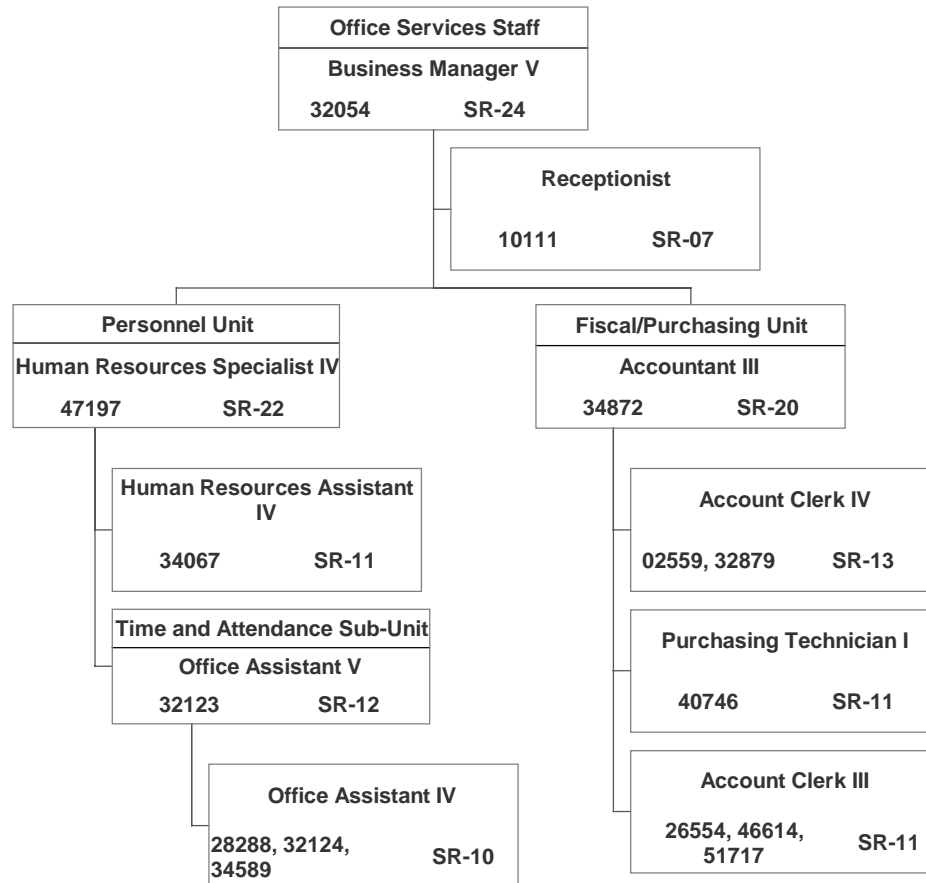 Office Services Staff
Business Manager V
32054 SR-24
Receptionist
10111 SR-07
Personnel Unit
Human Resources Specialist IV
47197 SR-22
Human Resources Assistant
IV
34067 SR-11
Time and Attendance Sub-Unit
Office Assistant V
32123 SR-12
Office Assistant IV
28288, 32124,
34589
SR-10
Fiscal/Purchasing Unit
Accountant III
34872 SR-20
Account Clerk IV
02559, 32879 SR-13
Purchasing Technician I
40746 SR-11
Account Clerk III
26554, 46614,
51717
SR-11